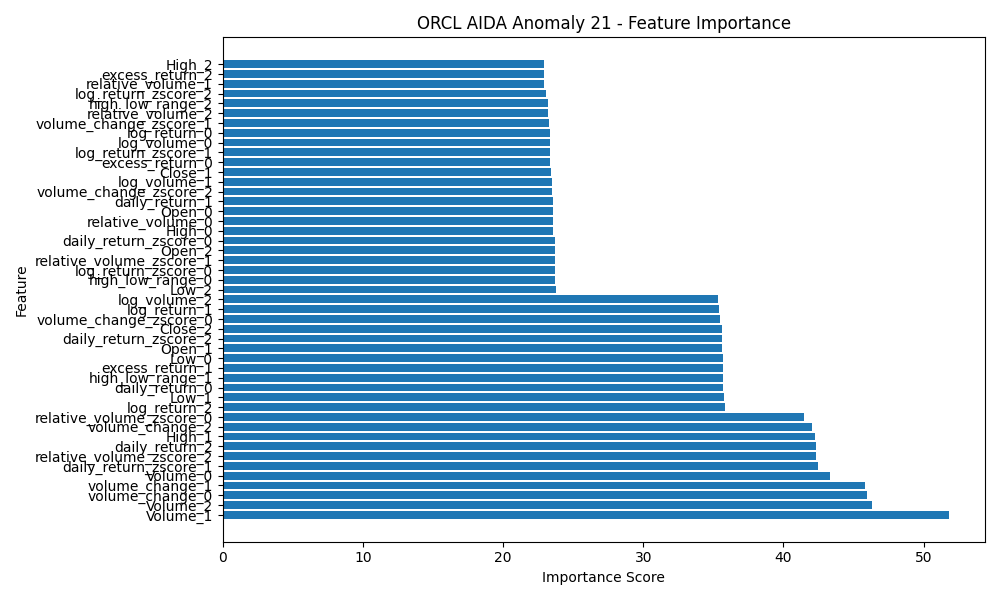 ORCL AIDA Anomaly 21 - Feature Importance
High_2
excess_return_2
relative_volume_1
log_return_zscore_2
high_low_range_2
relative_volume_2
volume_change_zscore_1
log_return_0
log_volume_0
log_return_zscore_1
excess_return_0
Close_1
log_volume_1
volume_change_zscore_2
daily_return_1
Open_0
relative_volume_0
High_0
daily_return_zscore_0
Open_2
relative_volume_zscore_1
log_return_zscore_0
high_low_range_0
Low_2
log_volume_2
log_return_1
volume_change_zscore_0
Close_2
daily_return_zscore_2
Open_1
Low_0
excess_return_1
high_low_range_1
daily_return_0
Low_1
log_return_2
relative_volume_zscore_0
volume_change_2
High_1
daily_return_2
relative_volume_zscore_2
daily_return_zscore_1
Volume_0
volume_change_1
volume_change_0
Volume_2
Volume_1
Feature
0 10 20 30 40 50
Importance Score